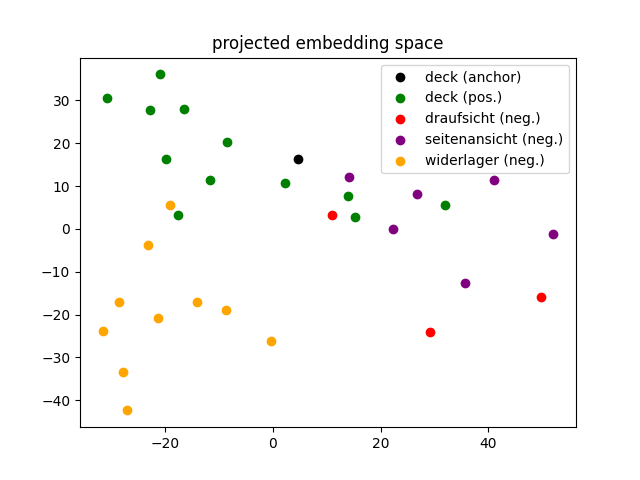 projected embedding space
deck (anchor)
deck (pos.)
draufsicht (neg.)
seitenansicht (neg.)
widerlager (neg.)
30
20
10
0
−10
−20
−30
−40
−20
0
20
40